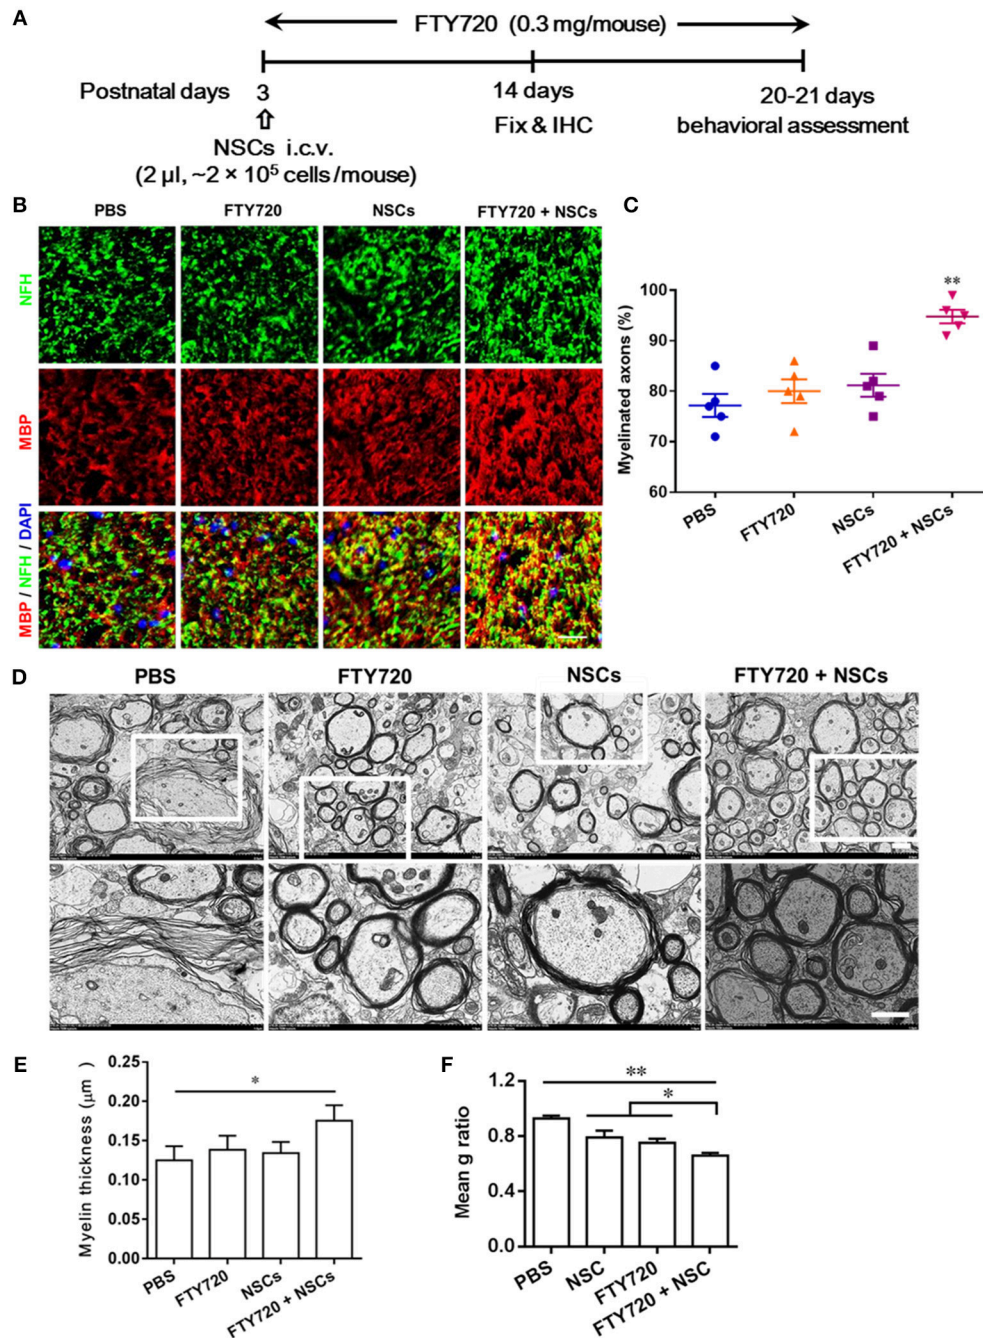 A
FTY720 (0.3 mg/mouse)
Postnatal days 3
14 days
20-21 days
Fix & IHC
behavioral assessment
NSCs i.c.v.
(2 µl, ~2 × 10⁵ cells/mouse)
B
PBS
FTY720
NSCs
FTY720 + NSCs
NFH
MBP
MBP / NFH / DAPI
C
Myelinated axons (%)
100
90
80
70
60
**
PBS
FTY720
NSCs
FTY720 + NSCs
D
PBS
FTY720
NSCs
FTY720 + NSCs
E
Myelin thickness (µm )
0.25
0.20
0.15
0.10
0.05
0.00
*
PBS
FTY720
NSCs
FTY720 + NSCs
F
Mean g ratio
1.2
0.8
0.4
0.0
**
*
PBS
NSC
FTY720
FTY720 + NSC